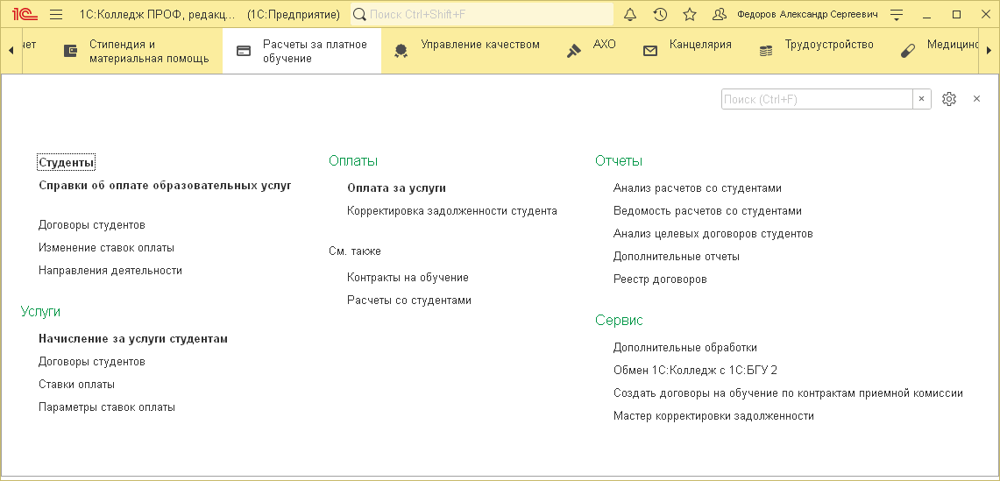 1С:Колледж ПРОФ, редакц... (1С:Предприятие)
Поиск Ctrl+Shift+F
Федоров Александр Сергеевич
чет
Стипендия и
материальная помощь
Расчеты за платное
обучение
Управление качеством
АХО
Канцелярия
Трудоустройство
Медицинс
Поиск (Ctrl+F)
Студенты
Справки об оплате образовательных услуг
Договоры студентов
Изменение ставок оплаты
Направления деятельности
Услуги
Начисление за услуги студентам
Договоры студентов
Ставки оплаты
Параметры ставок оплаты
Оплаты
Оплата за услуги
Корректировка задолженности студента
См. также
Контракты на обучение
Расчеты со студентами
Отчеты
Анализ расчетов со студентами
Ведомость расчетов со студентами
Анализ целевых договоров студентов
Дополнительные отчеты
Реестр договоров
Сервис
Дополнительные обработки
Обмен 1С:Колледж с 1С:БГУ 2
Создать договоры на обучение по контрактам приемной комиссии
Мастер корректировки задолженности